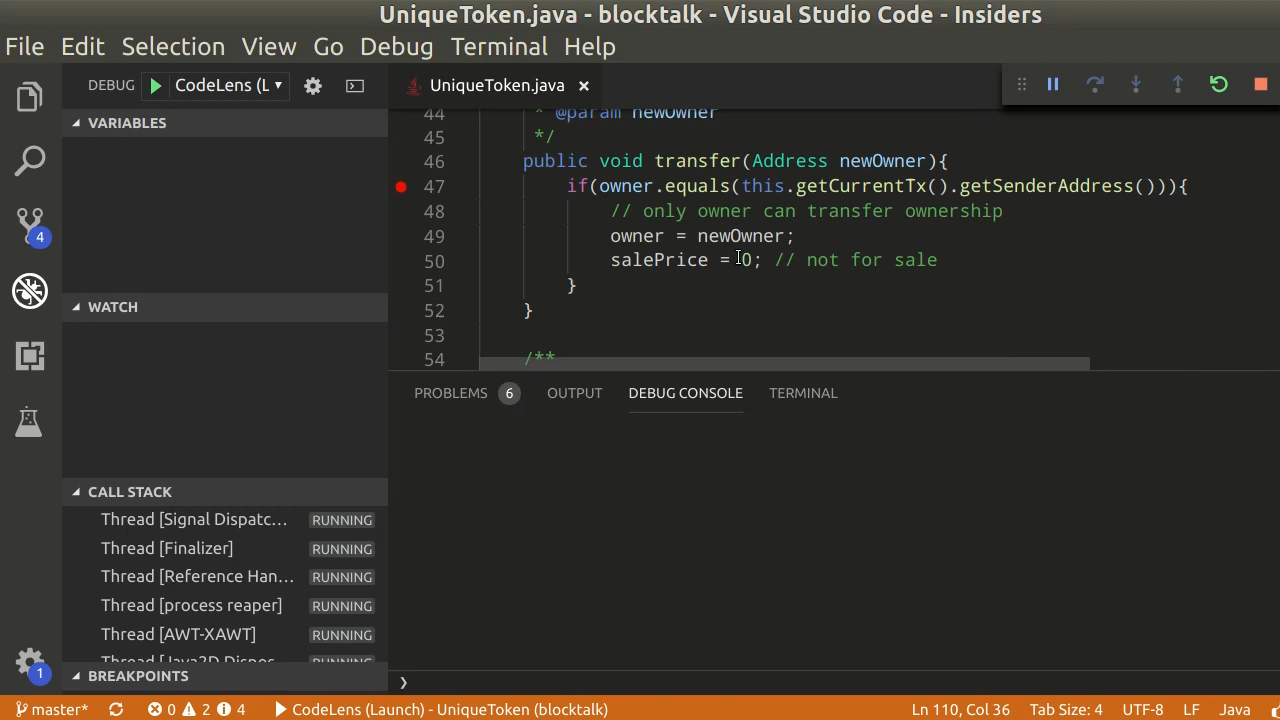 UniqueToken.java - blocktalk - Visual Studio Code - Insiders
File Edit Selection View Go Debug Terminal Help
DEBUG CodeLens (L
UniqueToken.java ×
VARIABLES
WATCH
CALL STACK
Thread [Signal Dispatc... RUNNING
Thread [Finalizer] RUNNING
Thread [Reference Han... RUNNING
Thread [process reaper] RUNNING
Thread [AWT-XAWT] RUNNING
Thread [Java2D Dispos RUNNING
BREAKPOINTS
4
1
44 * @param newOwner
45 */
46 public void transfer(Address newOwner){
47 if(owner.equals(this.getCurrentTx().getSenderAddress())){
48 // only owner can transfer ownership
49 owner = newOwner;
50 salePrice = 0; // not for sale
51 }
52 }
53
54 /**
PROBLEMS 6 OUTPUT DEBUG CONSOLE TERMINAL
❯
master* 0 2 4 CodeLens (Launch) - UniqueToken (blocktalk) Ln 110, Col 36 Tab Size: 4 UTF-8 LF Java